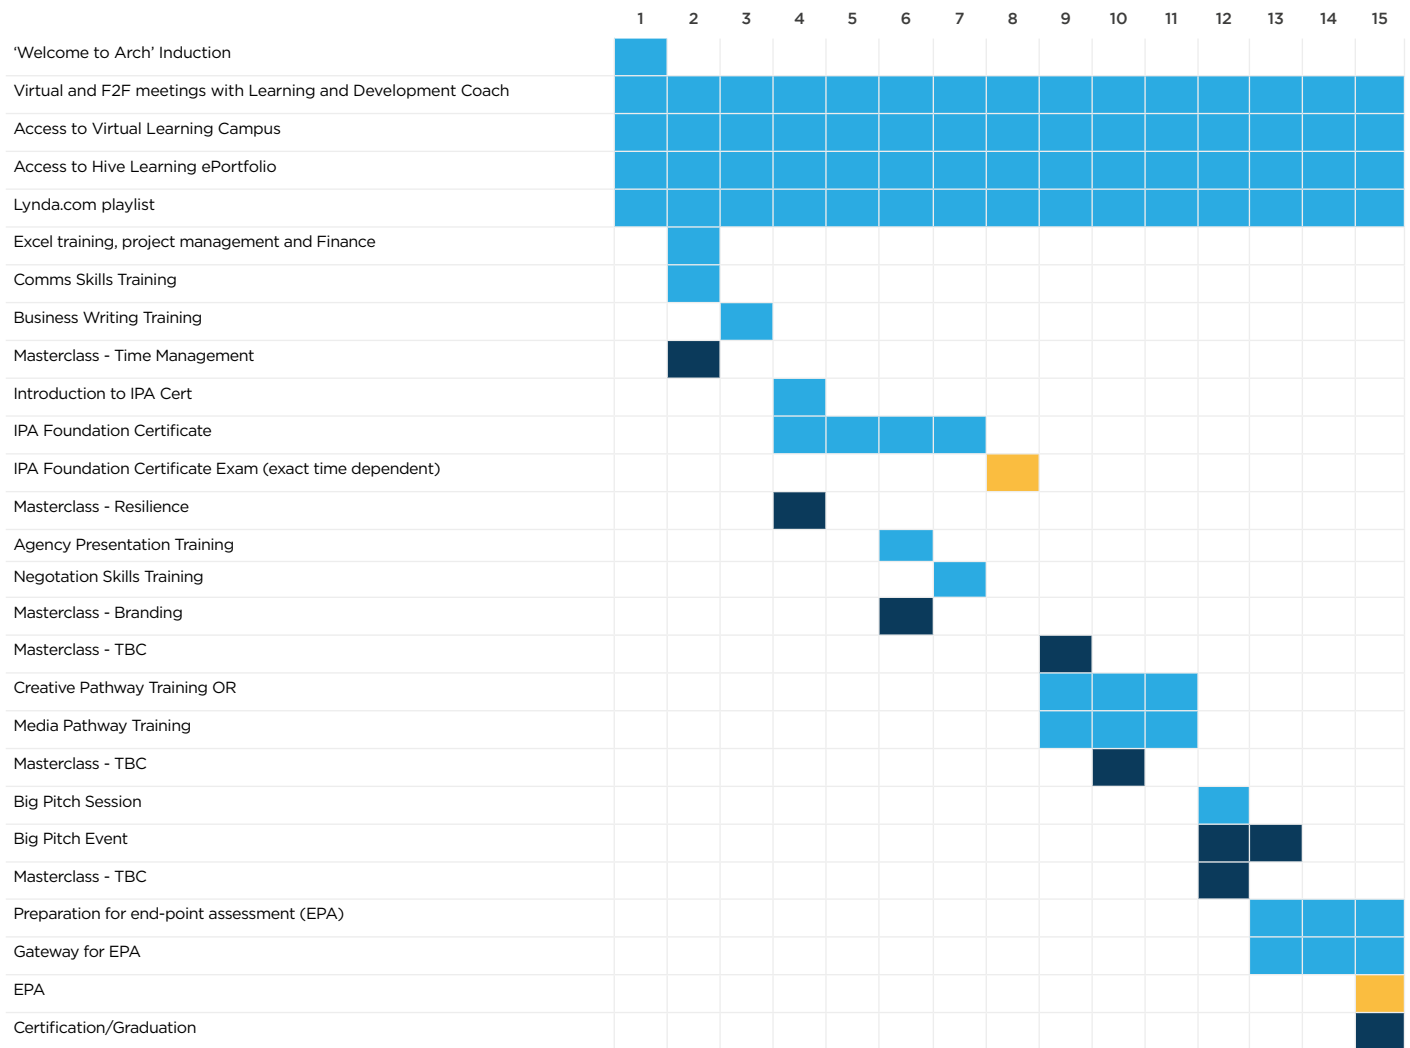 1 2 3 4 5 6 7 8 9 10 11 12 13 14 15
‘Welcome to Arch’ Induction
Virtual and F2F meetings with Learning and Development Coach
Access to Virtual Learning Campus
Access to Hive Learning ePortfolio
Lynda.com playlist
Excel training, project management and Finance
Comms Skills Training
Business Writing Training
Masterclass - Time Management
Introduction to IPA Cert
IPA Foundation Certificate
IPA Foundation Certificate Exam (exact time dependent)
Masterclass - Resilience
Agency Presentation Training
Negotation Skills Training
Masterclass - Branding
Masterclass - TBC
Creative Pathway Training OR
Media Pathway Training
Masterclass - TBC
Big Pitch Session
Big Pitch Event
Masterclass - TBC
Preparation for end-point assessment (EPA)
Gateway for EPA
EPA
Certification/Graduation